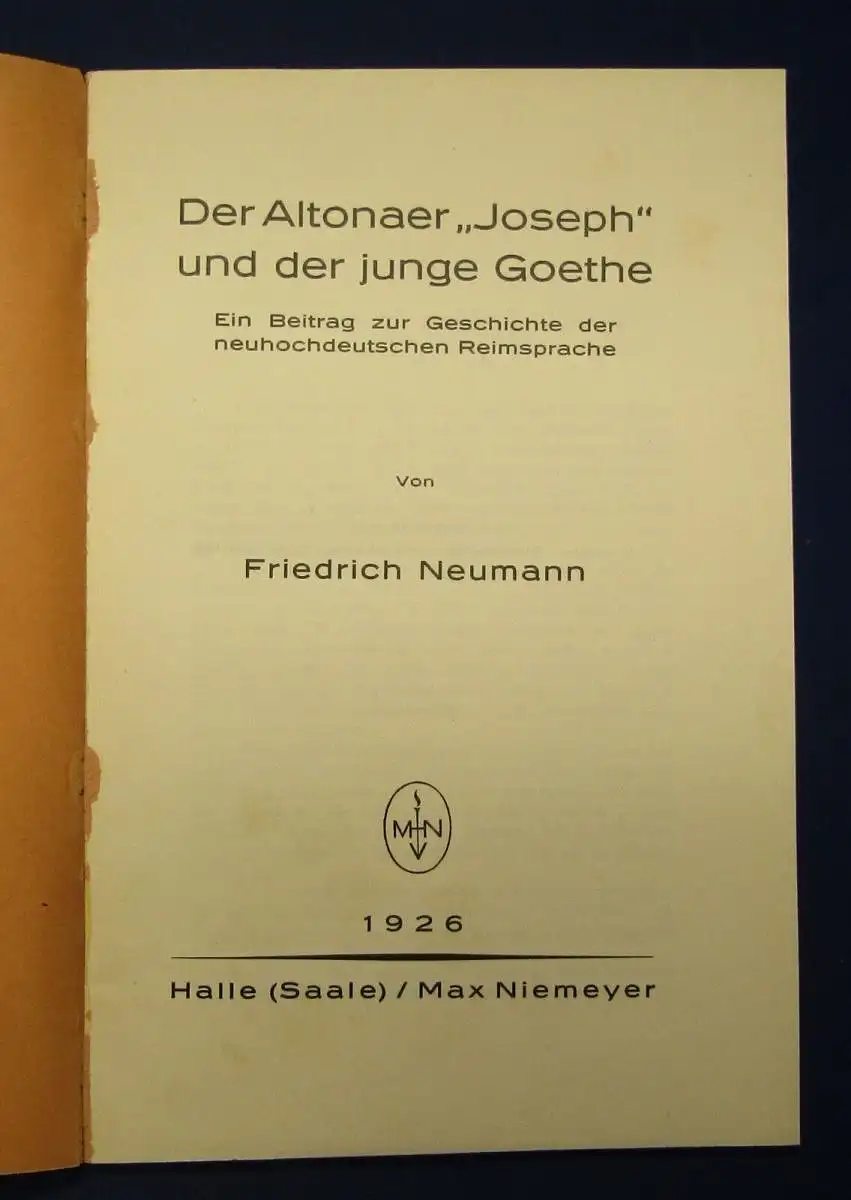 Der Altonaer „Joseph“
und der junge Goethe
Ein Beitrag zur Geschichte der
neuhochdeutschen Reimsprache
Von
Friedrich Neumann
M N
1926
Halle (Saale) / Max Niemeyer